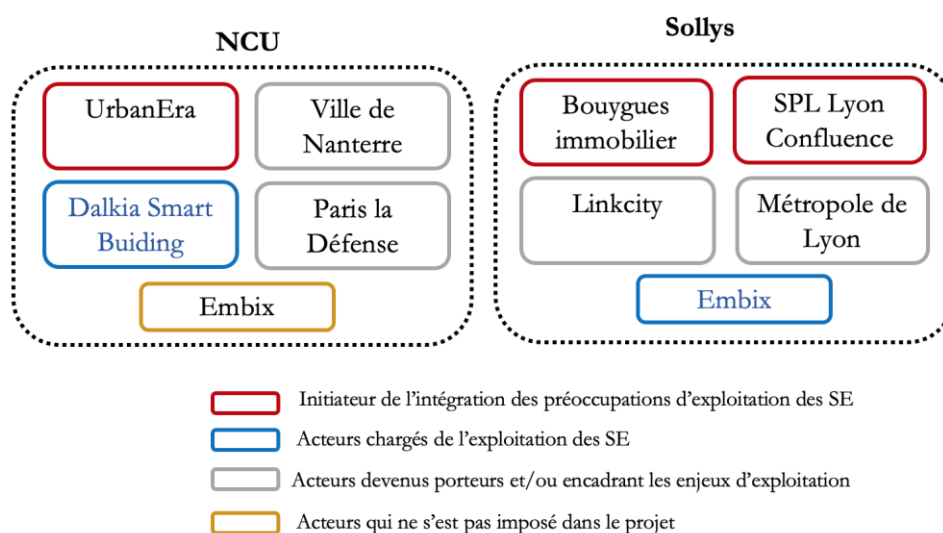 NCU
UrbanEra
Ville de
Nanterre
Dalkia Smart
Buiding
Paris la
Défense
Embix
Sollys
Bouygues
immobilier
SPL Lyon
Confluence
Linkcity
Métropole de
Lyon
Embix
Initiateur de l'intégration des préoccupations d'exploitation des SE
Acteurs chargés de l'exploitation des SE
Acteurs devenus porteurs et/ou encadrant les enjeux d'exploitation
Acteurs qui ne s'est pas imposé dans le projet